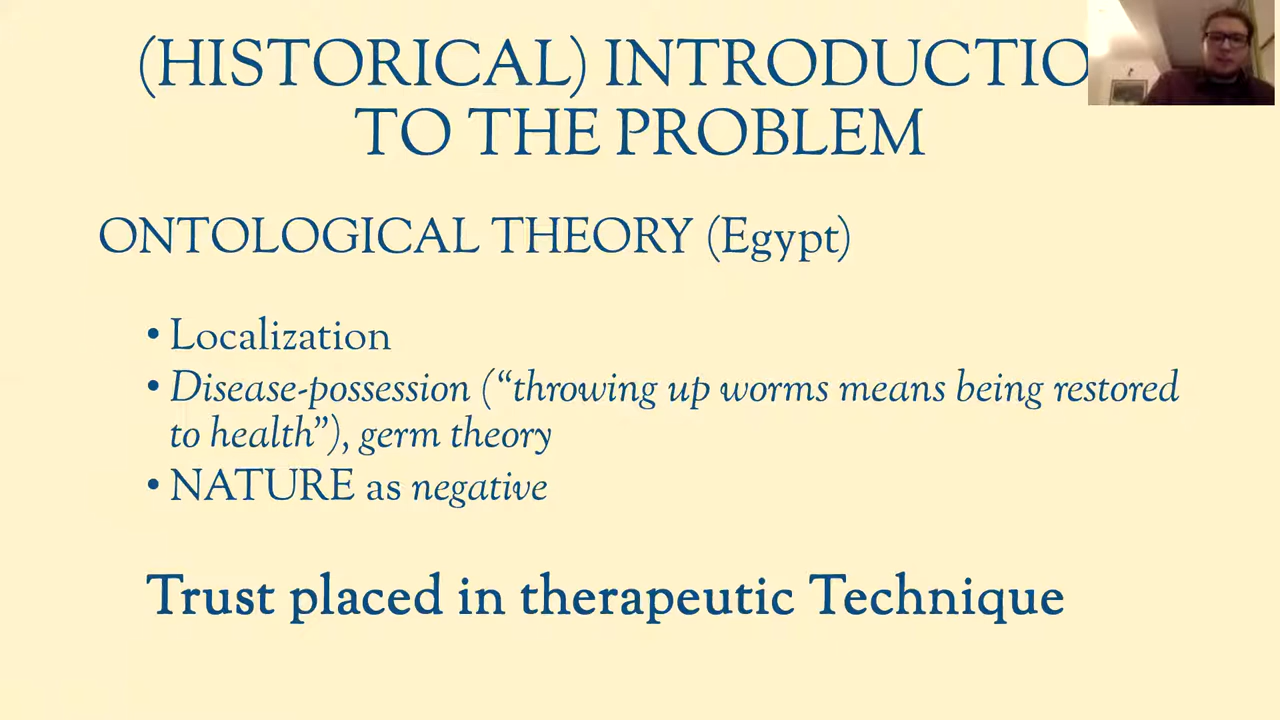 (HISTORICAL) INTRODUCTIO
TO THE PROBLEM
ONTOLOGICAL THEORY (Egypt)
• Localization
• Disease-possession (“throwing up worms means being restored
to health”), germ theory
• NATURE as negative
Trust placed in therapeutic Technique